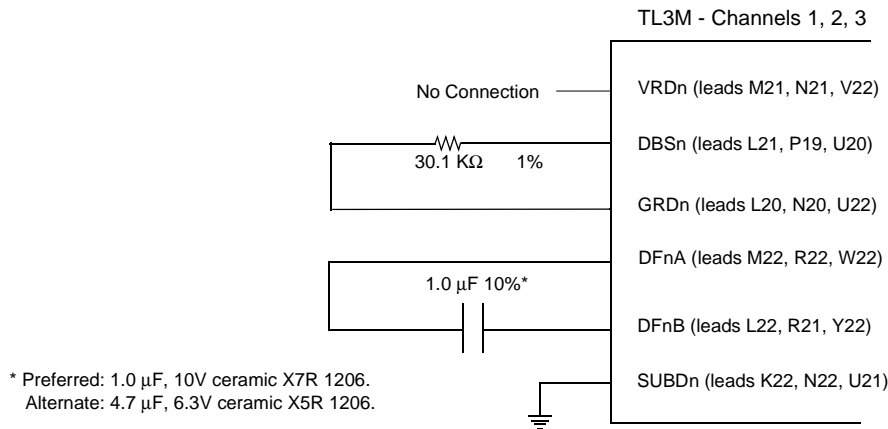 TL3M - Channels 1, 2, 3
No Connection
VRDn (leads M21, N21, V22)
DBSn (leads L21, P19, U20)
30.1 KΩ 1%
GRDn (leads L20, N20, U22)
DFnA (leads M22, R22, W22)
1.0 μF 10%*
DFnB (leads L22, R21, Y22)
* Preferred: 1.0 μF, 10V ceramic X7R 1206.
SUBDn (leads K22, N22, U21)
Alternate: 4.7 μF, 6.3V ceramic X5R 1206.